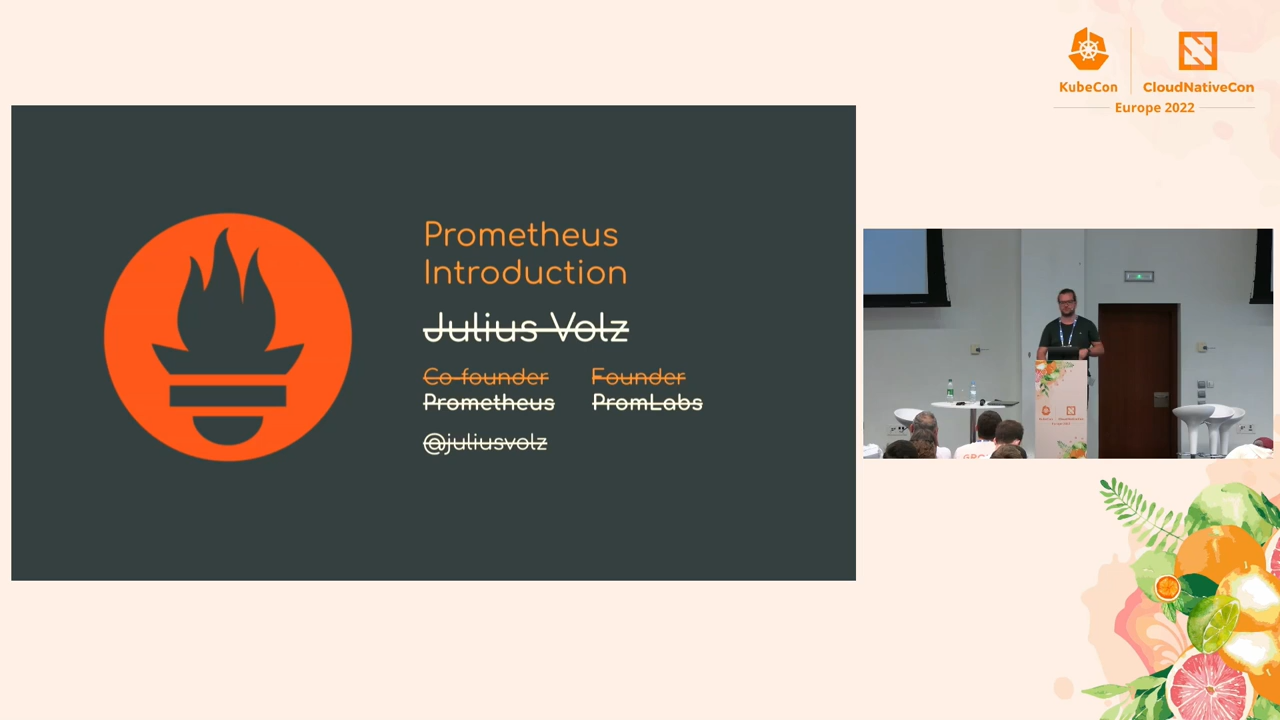 KubeCon
CloudNativeCon
Europe 2022
Prometheus
Introduction
Julius Volz
Co-founder
Prometheus
Founder
PromLabs
@juliusvolz